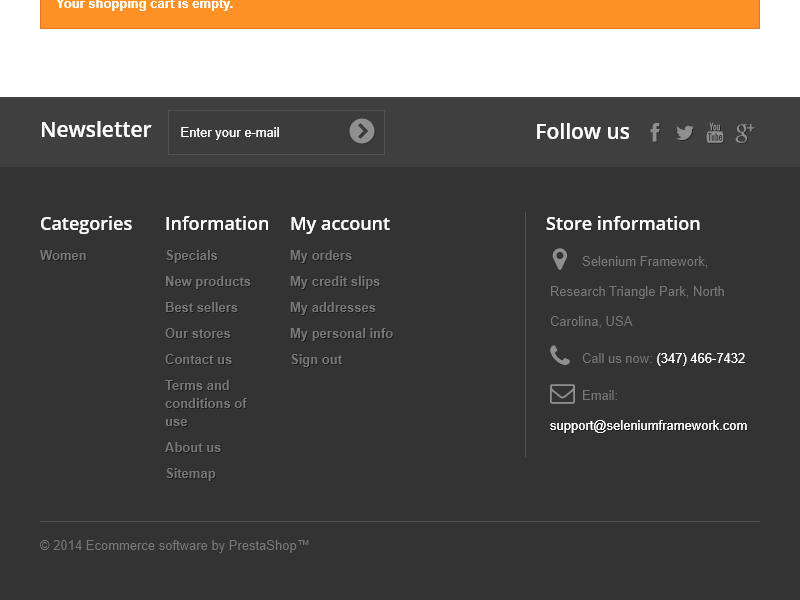 Your shopping cart is empty.
Newsletter
Enter your e-mail
Follow us
You
Tube
g+
Categories
Women
Information
Specials
New products
Best sellers
Our stores
Contact us
Terms and
conditions of
use
About us
Sitemap
My account
My orders
My credit slips
My addresses
My personal info
Sign out
Store information
Selenium Framework,
Research Triangle Park, North
Carolina, USA
Call us now: (347) 466-7432
Email:
support@seleniumframework.com
© 2014 Ecommerce software by PrestaShop™